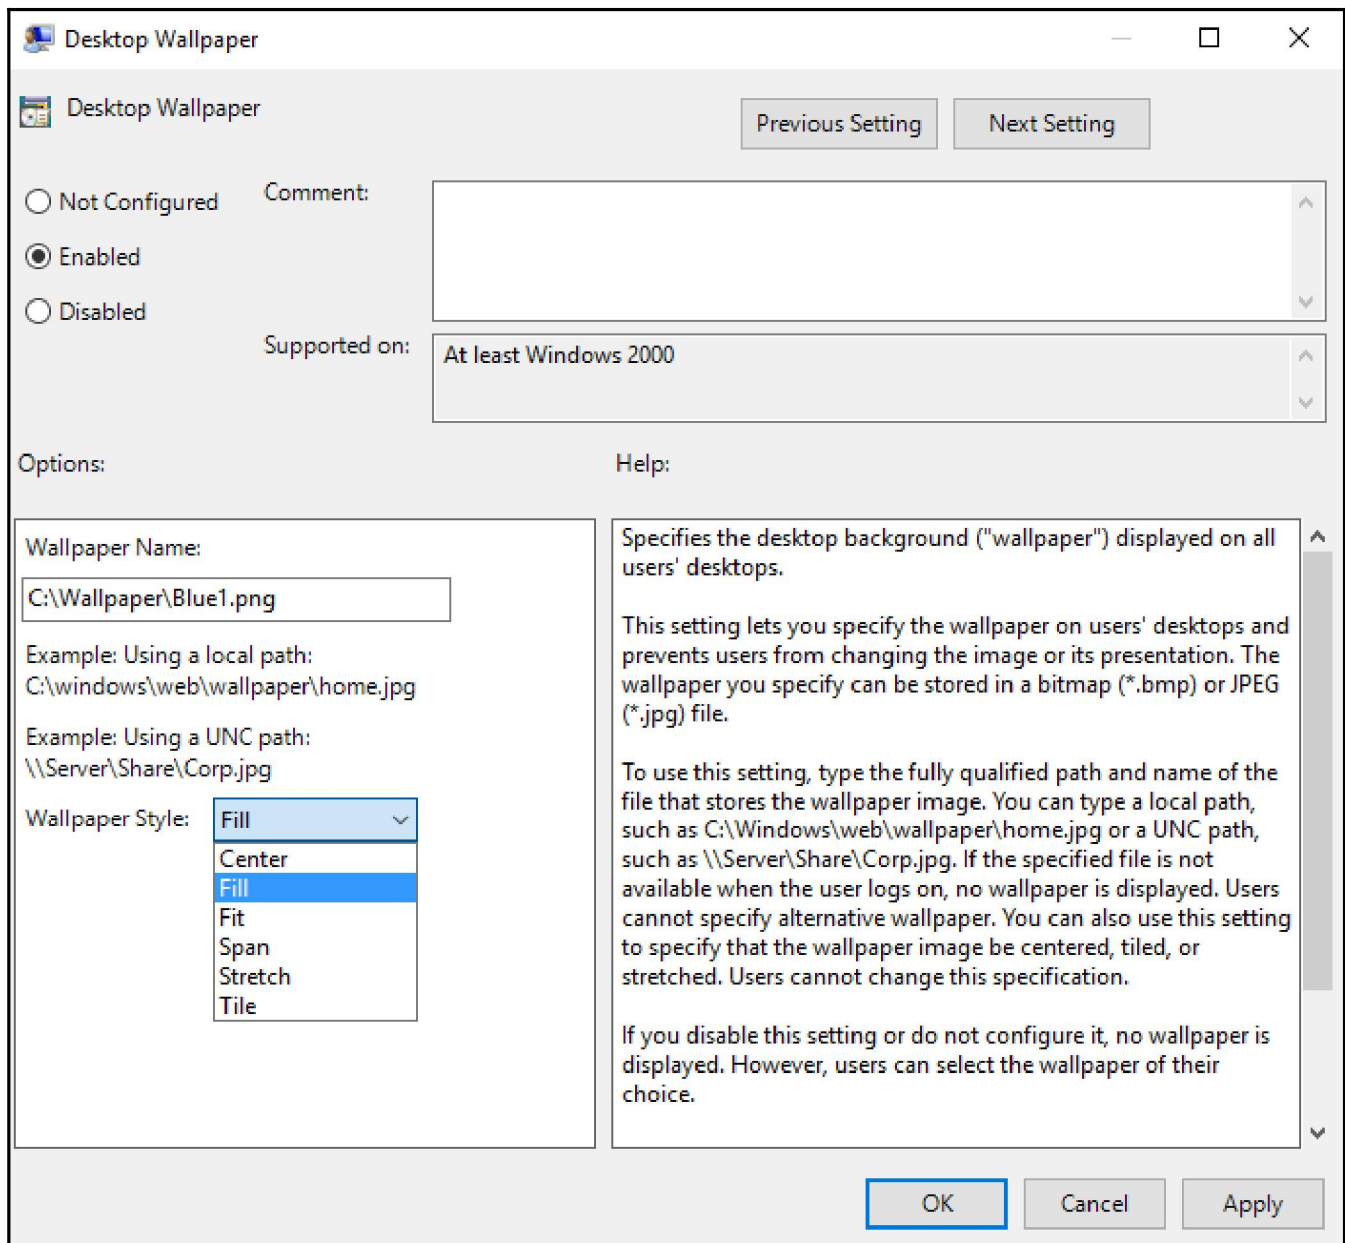 Desktop Wallpaper
Desktop Wallpaper
Previous Setting
Next Setting
Not Configured
Comment:
Enabled
Disabled
Supported on:
At least Windows 2000
Options:
Help:
Wallpaper Name:
C:\Wallpaper\Blue1.png
Example: Using a local path:
C:\windows\web\wallpaper\home.jpg
Example: Using a UNC path:
\\Server\Share\Corp.jpg
Wallpaper Style:
Fill
Center
Fill
Fit
Span
Stretch
Tile
Specifies the desktop background ("wallpaper") displayed on all
users' desktops.
This setting lets you specify the wallpaper on users' desktops and
prevents users from changing the image or its presentation. The
wallpaper you specify can be stored in a bitmap (*.bmp) or JPEG
(*.jpg) file.
To use this setting, type the fully qualified path and name of the
file that stores the wallpaper image. You can type a local path,
such as C:\Windows\web\wallpaper\home.jpg or a UNC path,
such as \\Server\Share\Corp.jpg. If the specified file is not
available when the user logs on, no wallpaper is displayed. Users
cannot specify alternative wallpaper. You can also use this setting
to specify that the wallpaper image be centered, tiled, or
stretched. Users cannot change this specification.
If you disable this setting or do not configure it, no wallpaper is
displayed. However, users can select the wallpaper of their
choice.
OK
Cancel
Apply